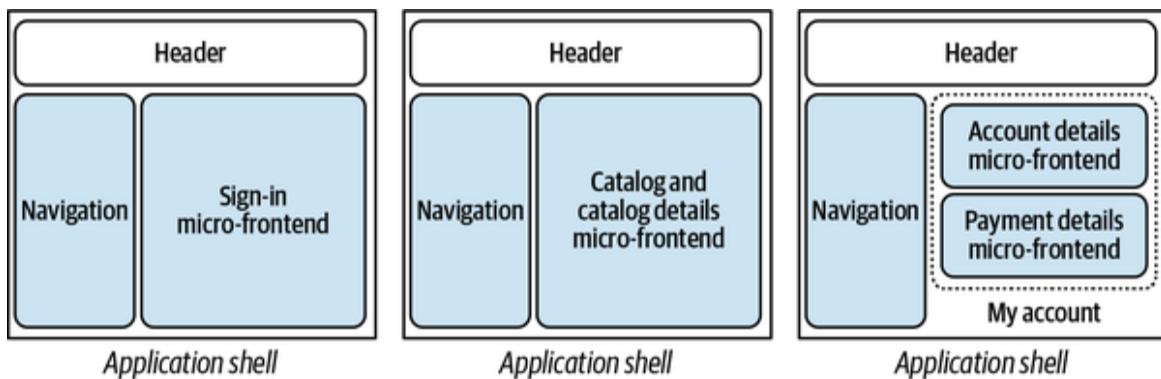 Header
Navigation
Sign-in
micro-frontend
Application shell
Header
Navigation
Catalog and
catalog details
micro-frontend
Application shell
Header
Navigation
Account details
micro-frontend
Payment details
micro-frontend
My account
Application shell